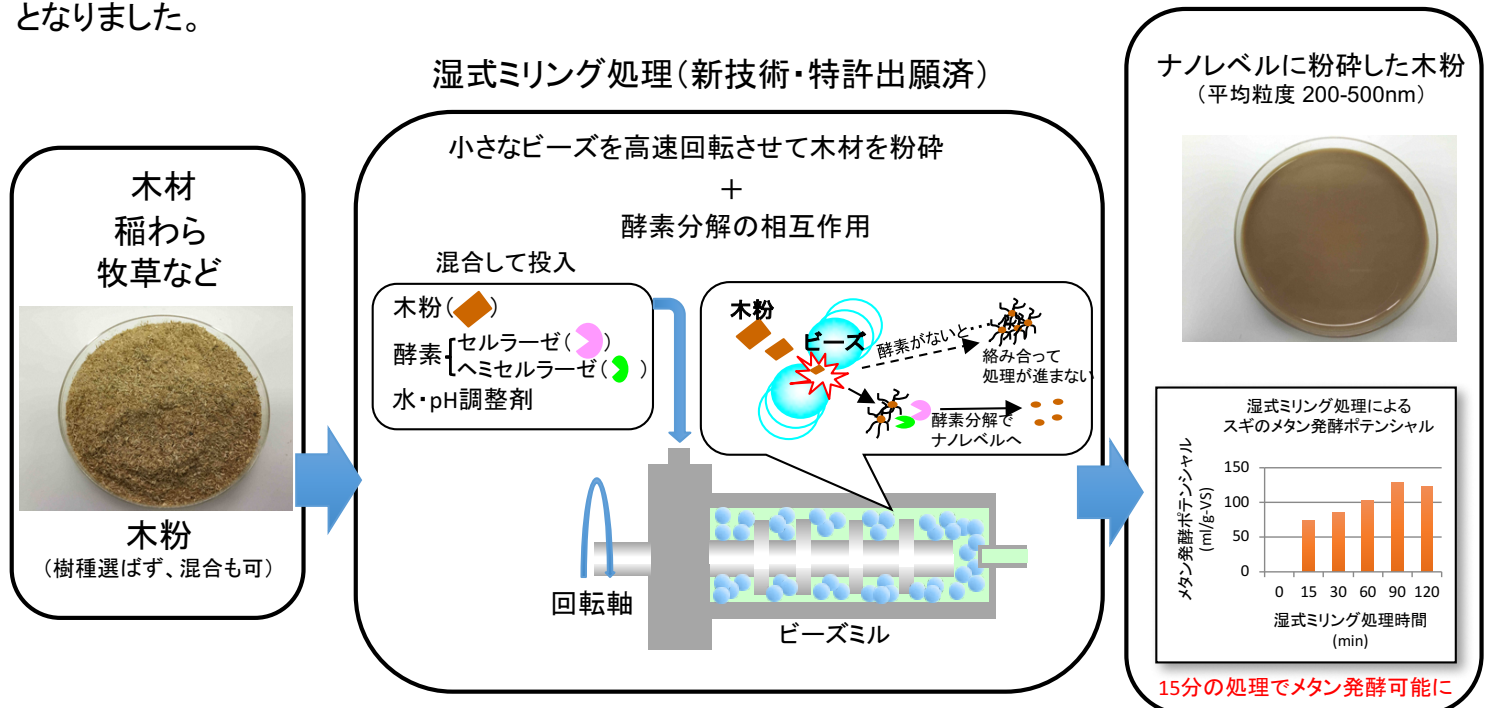 となりました。
湿式ミリング処理（新技術・特許出願済）
木材
稲わら
牧草など
木粉
（樹種選ばず、混合も可）
小さなビーズを高速回転させて木材を粉砕
＋
酵素分解の相互作用
混合して投入
木粉（ ）
酵素
セルラーゼ（ ）
ヘミセルラーゼ（ ）
水・pH調整剤
木粉
ビーズ
酵素がないと・・・
絡み合って
処理が進まない
酵素分解で
ナノレベルへ
回転軸
ビーズミル
ナノレベルに粉砕した木粉
（平均粒度 200-500nm）
湿式ミリング処理による
スギのメタン発酵ポテンシャル
メタン発酵ポテンシャル
(ml/g-VS)
150
100
50
0
0 15 30 60 90 120
湿式ミリング処理時間
(min)
15分の処理でメタン発酵可能に